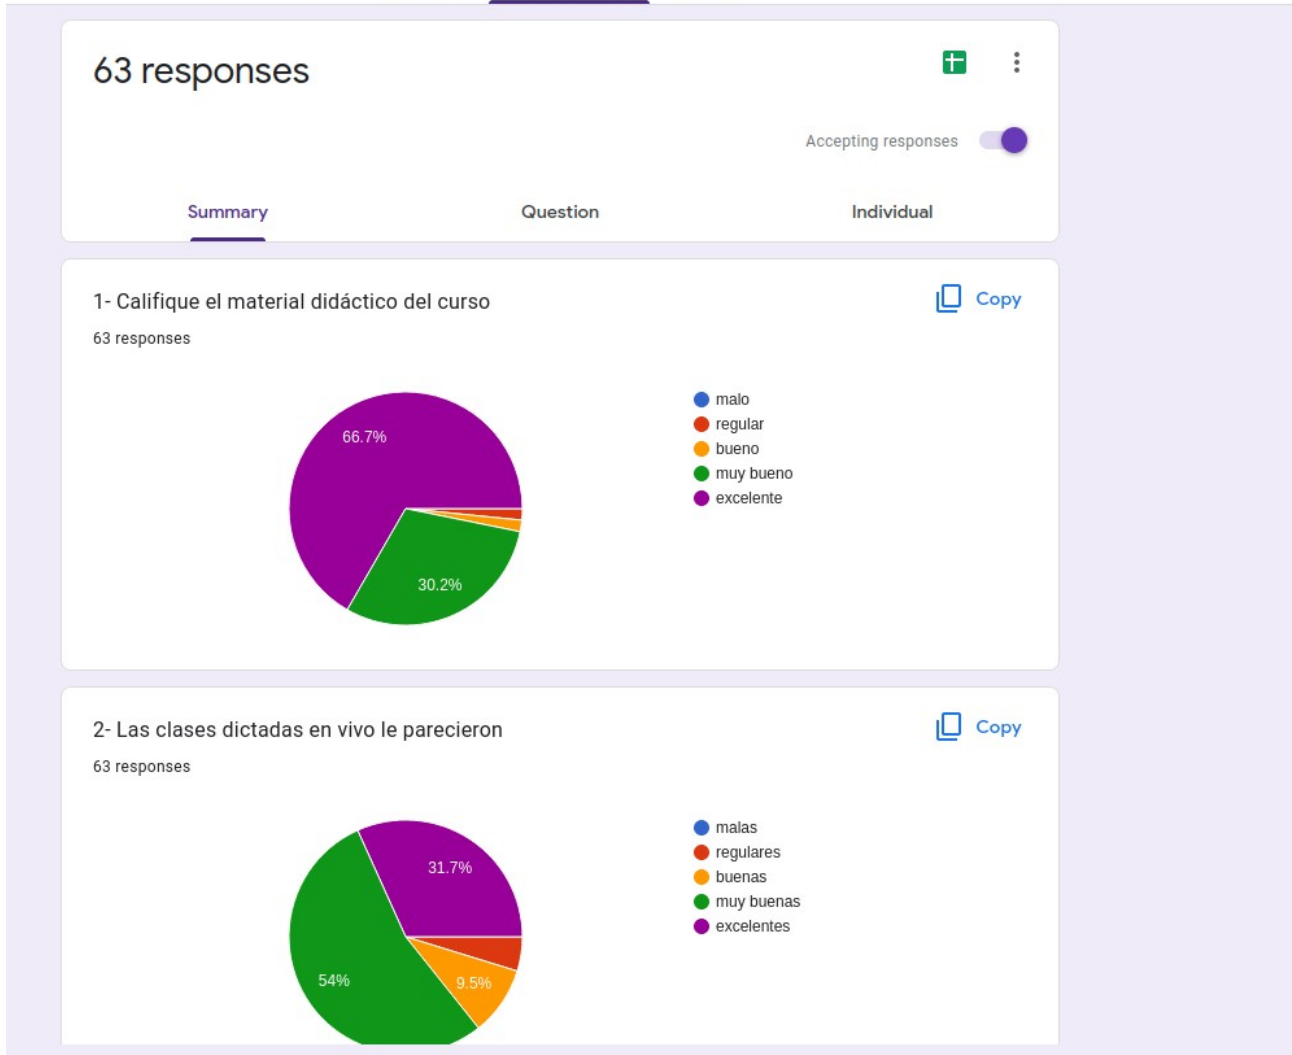 63 responses
Accepting responses
Summary Question Individual
1- Califique el material didáctico del curso
Copy
63 responses
66.7%
30.2%
malo
regular
bueno
muy bueno
excelente
2- Las clases dictadas en vivo le parecieron
Copy
63 responses
31.7%
54%
9.5%
malas
regulares
buenas
muy buenas
excelentes